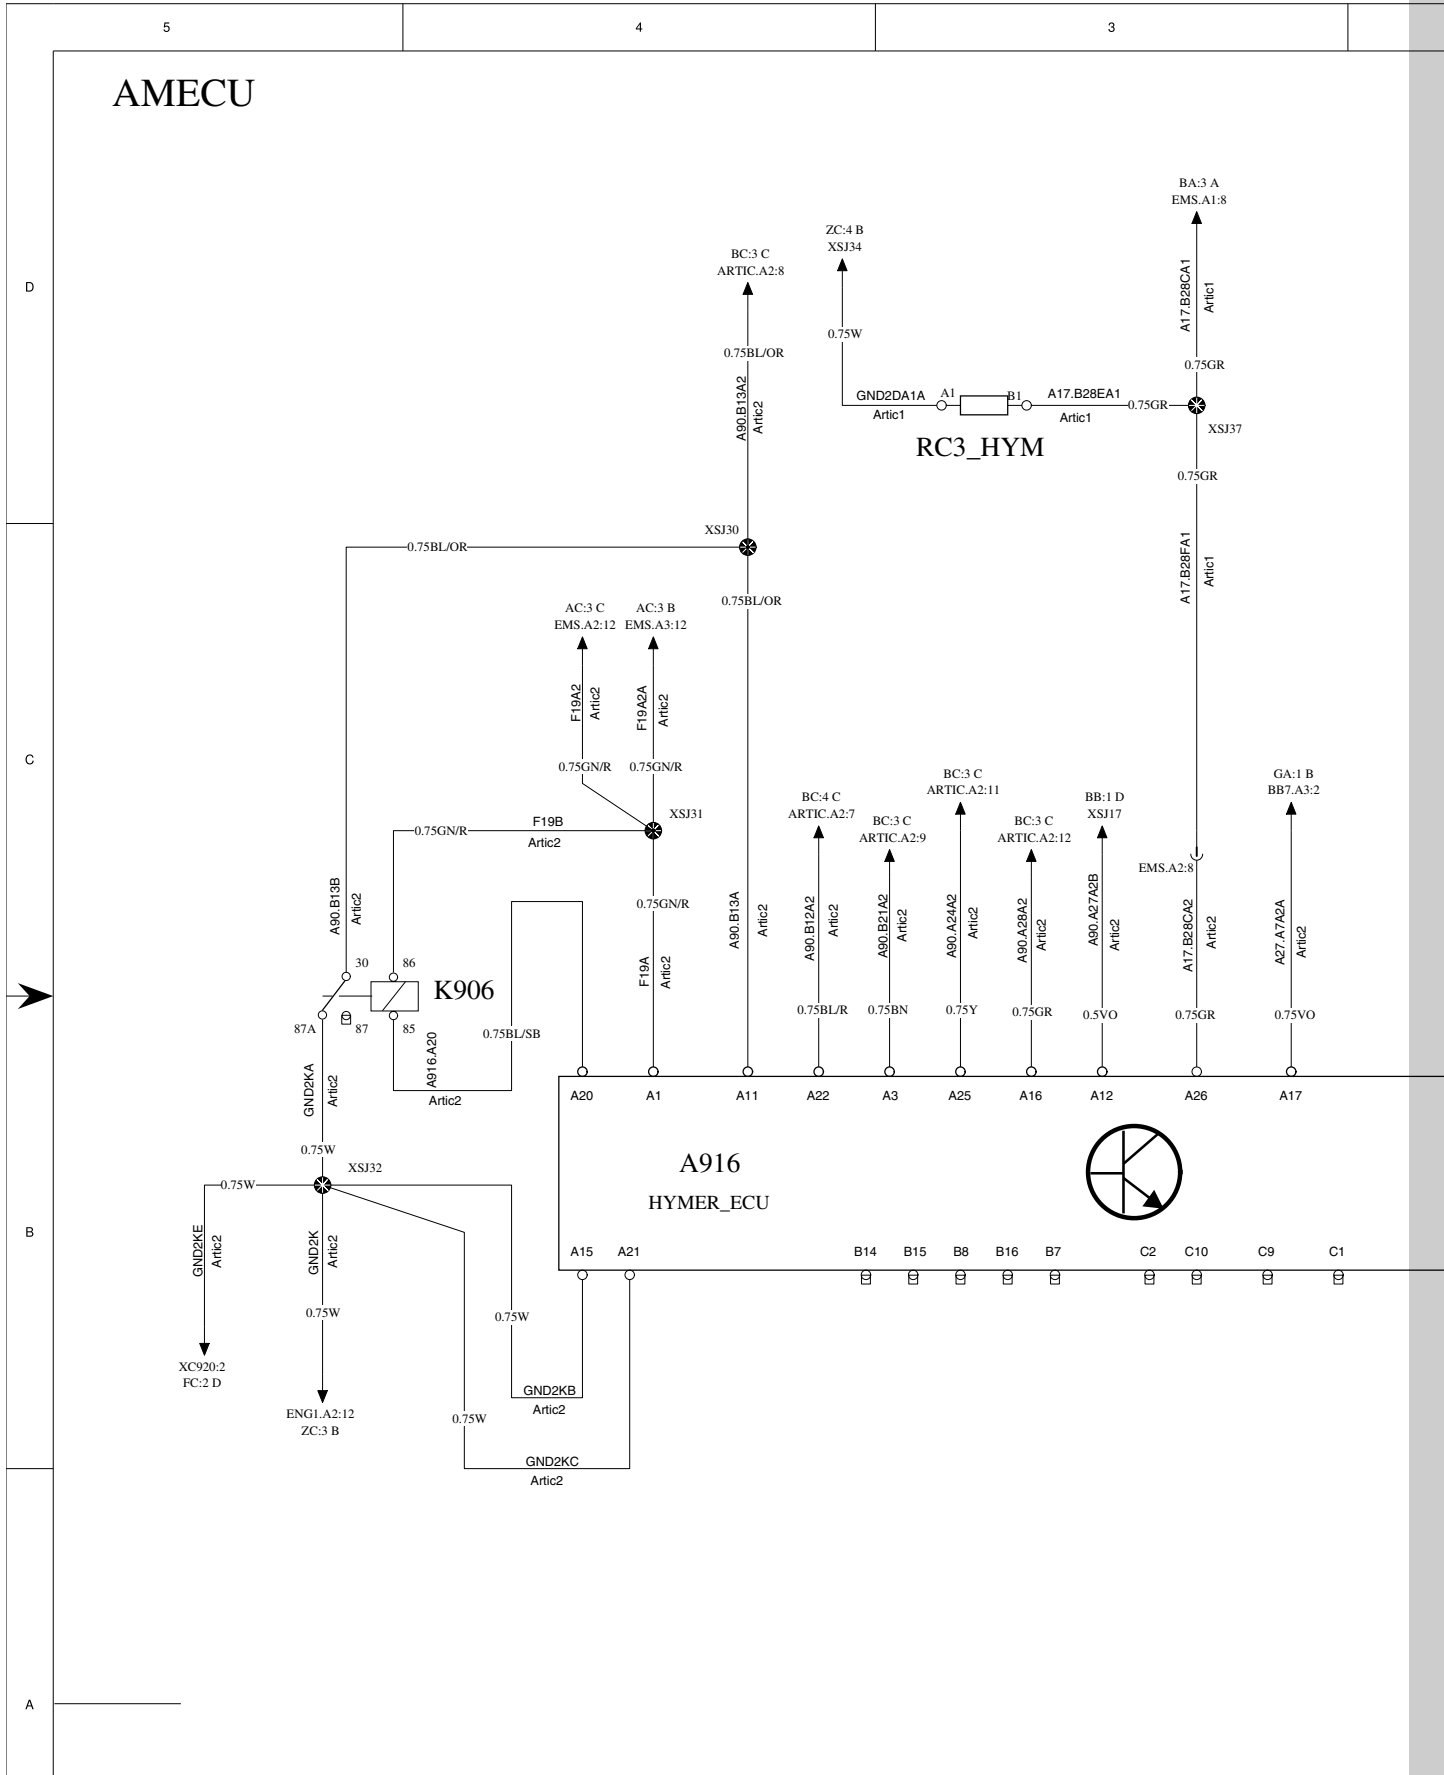 5
4
3
AMECU
D
C
B
A
BA:3 A
EMS.A1:8
A17.B28CA1
Artic1
0.75GR
ZC:4 B
XSJ34
0.75W
BC:3 C
ARTIC.A2:8
0.75BL/OR
A90.B13A2
Artic2
GND2DA1A
Artic1
A1
B1
A17.B28EA1
Artic1
0.75GR
XSJ37
RC3_HYM
0.75GR
A17.B28FA1
Artic1
XSJ30
0.75BL/OR
0.75BL/OR
AC:3 C
EMS.A2:12
AC:3 B
EMS.A3:12
F19A2
Artic2
F19A2A
Artic2
0.75GN/R
0.75GN/R
XSJ31
0.75GN/R
F19B
Artic2
0.75GN/R
A90.B13B
Artic2
F19A
Artic2
A90.B13A
Artic2
BC:4 C
ARTIC.A2:7
A90.B12A2
Artic2
0.75BL/R
BC:3 C
ARTIC.A2:9
A90.B21A2
Artic2
0.75BN
BC:3 C
ARTIC.A2:11
A90.A24A2
Artic2
0.75Y
BC:3 C
ARTIC.A2:12
A90.A28A2
Artic2
0.75GR
BB:1 D
XSJ17
A90.A27A2B
Artic2
0.5VO
EMS.A2:8
A17.B28CA2
Artic2
0.75GR
GA:1 B
BB7.A3:2
A27.A7A2A
Artic2
0.75VO
30
86
K906
87A
87
85
0.75BL/SB
A916.A20
Artic2
GND2KA
Artic2
0.75W
XSJ32
0.75W
GND2KE
Artic2
GND2K
Artic2
0.75W
XC920:2
FC:2 D
ENG1.A2:12
ZC:3 B
0.75W
GND2KB
Artic2
0.75W
GND2KC
Artic2
A20
A1
A11
A22
A3
A25
A16
A12
A26
A17
A916
HYMER_ECU
A15
A21
B14
B15
B8
B16
B7
C2
C10
C9
C1